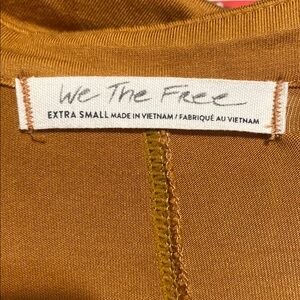 We The Free
EXTRA SMALL MADE IN VIETNAM / FABRIQUÉ AU VIETNAM